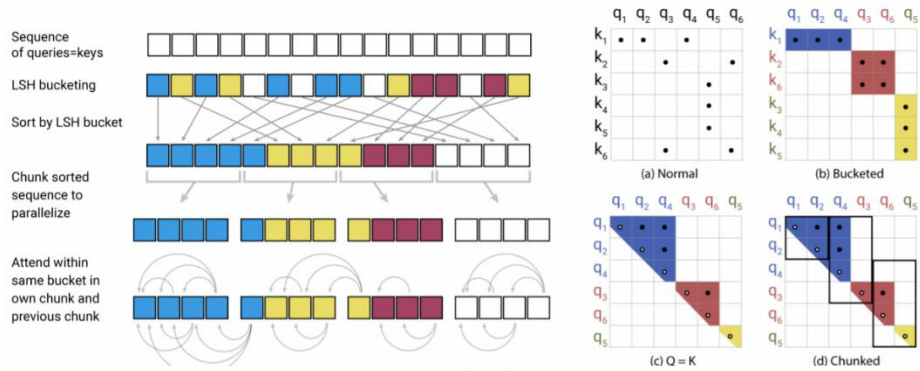 Sequence
of queries=keys
LSH bucketing
Sort by LSH bucket
Chunk sorted
sequence to
parallelize
Attend within
same bucket in
own chunk and
previous chunk
q1 q2 q3 q4 q5 q6
k1
k2
k3
k4
k5
k6
(a) Normal
q1 q2 q4 q3 q6 q5
k1
k2
k6
k3
k4
k5
(b) Bucketed
q1 q2 q4 q3 q6 q5
q1
q2
q4
q3
q6
q5
(c) Q = K
q1 q2 q4 q3 q6 q5
q1
q2
q4
q3
q6
q5
(d) Chunked